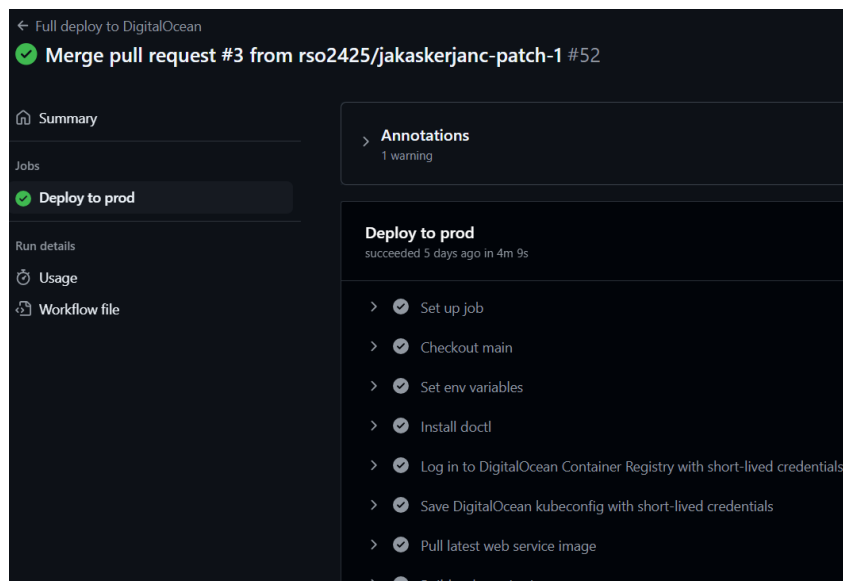 Full deploy to DigitalOcean
Merge pull request #3 from rso2425/jakaskerjanc-patch-1 #52
Summary
Jobs
Deploy to prod
Run details
Usage
Workflow file
Annotations
1 warning
Deploy to prod
succeeded 5 days ago in 4m 9s
Set up job
Checkout main
Set env variables
Install doctl
Log in to DigitalOcean Container Registry with short-lived credentials
Save DigitalOcean kubeconfig with short-lived credentials
Pull latest web service image